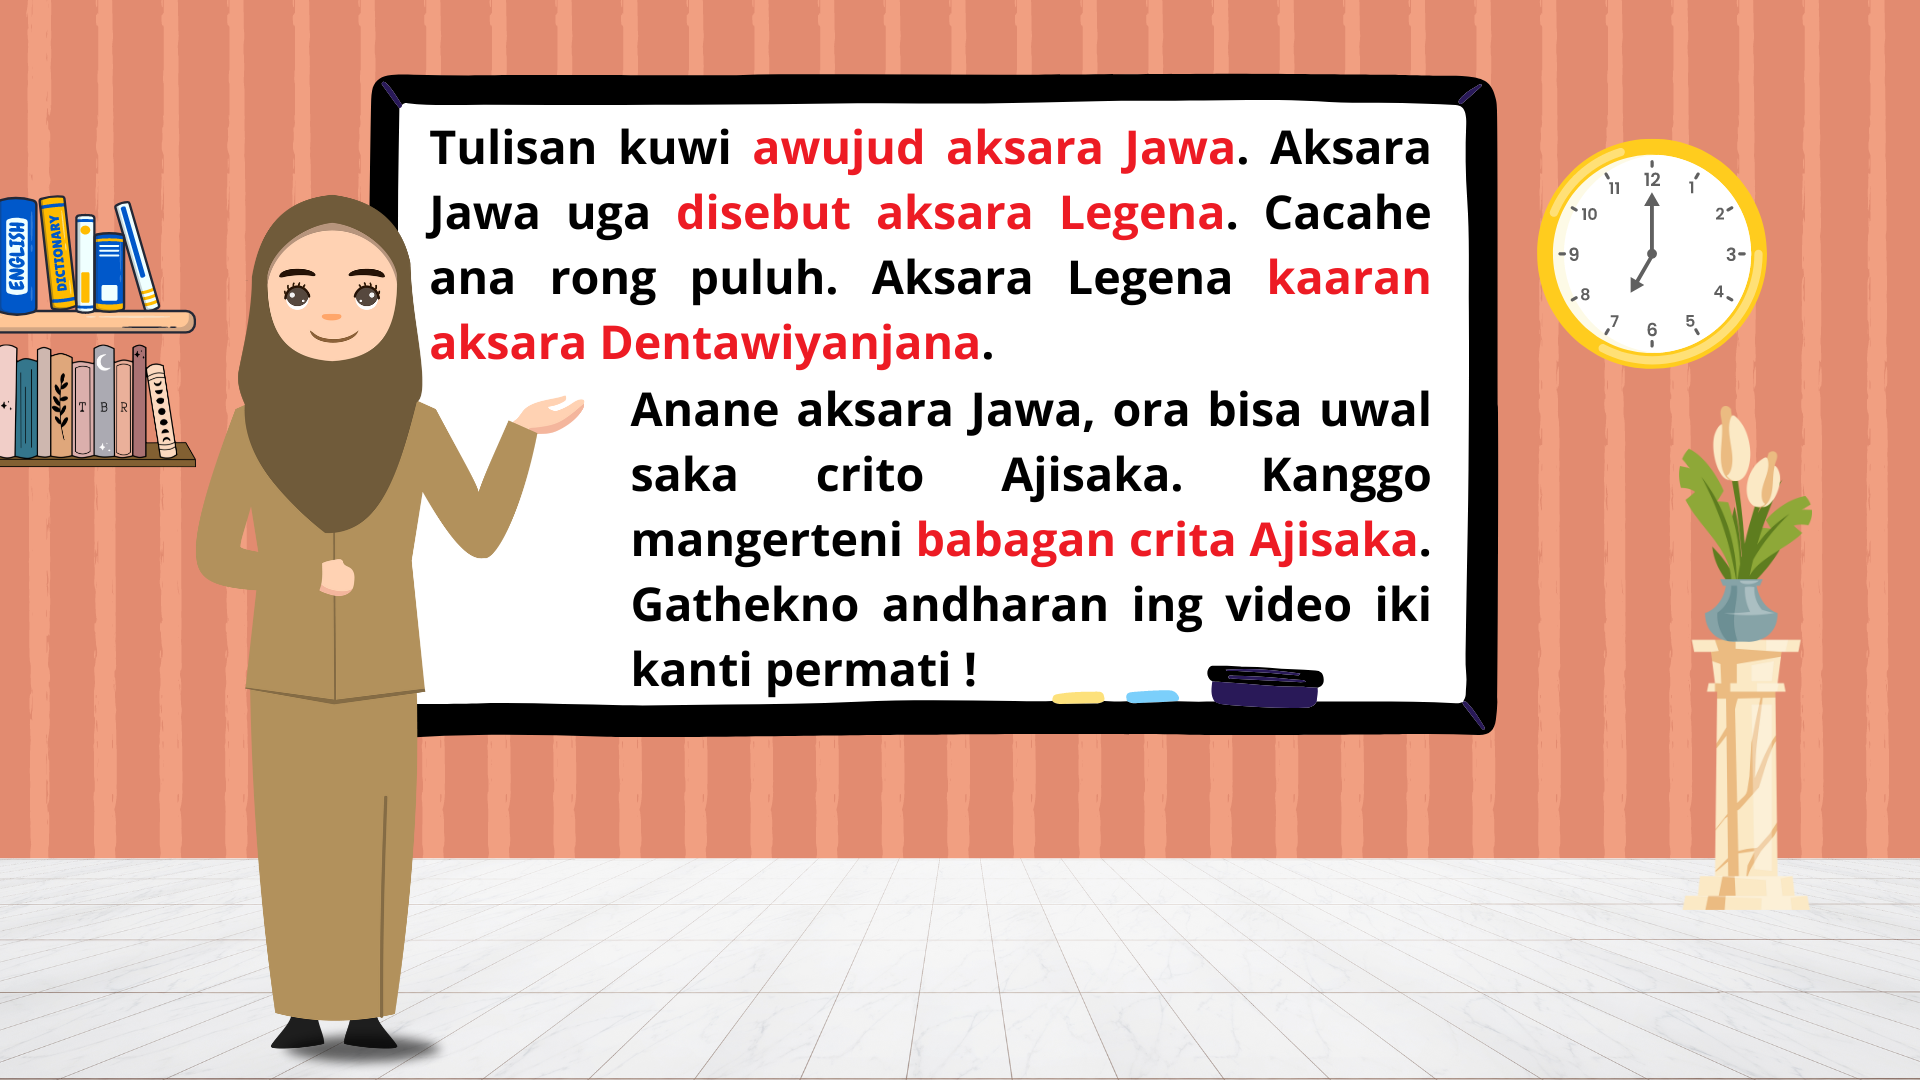 Tulisan kuwi awujud aksara Jawa. Aksara
Jawa uga disebut aksara Legena. Cacahe
ana rong puluh. Aksara Legena kaaran
aksara Dentawiyanjana.
Anane aksara Jawa, ora bisa uwal
saka crito Ajisaka. Kanggo
mangerteni babagan crita Ajisaka.
Gathekno andharan ing video iki
kanti permati !
ENGLISH
DICTIONARY
T B R
12
1
2
3
4
5
6
7
8
9
10
11